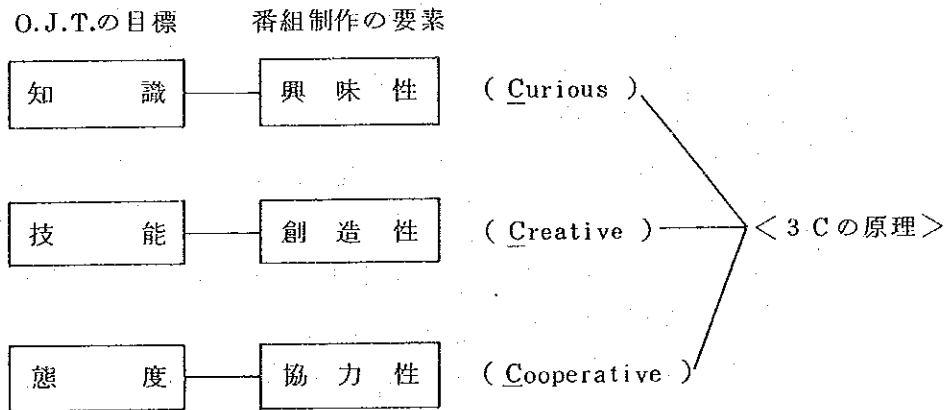 O.J.T.の目標 番組制作の要素
知識 興味性 (Curious)
技能 創造性 (Creative) <3Cの原理>
態度 協力性 (Cooperative)